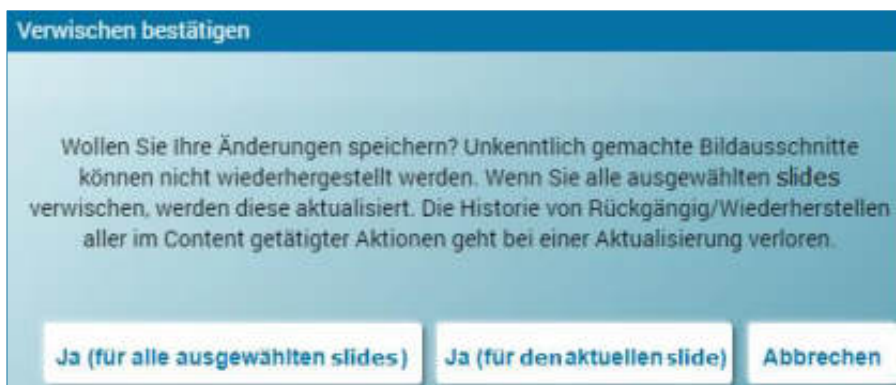 Verwischen bestätigen
Wollen Sie Ihre Änderungen speichern? Unkenntlich gemachte Bildausschnitte
können nicht wiederhergestellt werden. Wenn Sie alle ausgewählten slides
verwischen, werden diese aktualisiert. Die Historie von Rückgängig/Wiederherstellen
aller im Content getätigter Aktionen geht bei einer Aktualisierung verloren.
Ja (für alle ausgewählten slides) Ja (für den aktuellen slide) Abbrechen